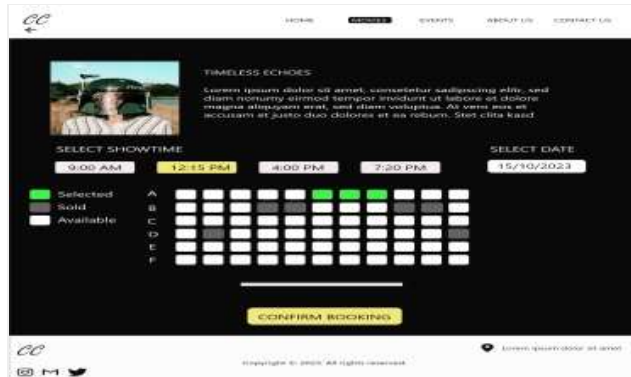 CC
HOME MOVIES EVENTS ABOUT US CONTACT US
TIMELESS ECHOES
Lorem ipsum dolor sit amet, consetetur sadipscing elitr, sed
diam nonumy eirmod tempor invidunt ut labore et dolore
magna aliquyam erat, sed diam voluptua. At vero eos et
accusam et justo duo dolores et ea rebum. Stet clita kasd
SELECT SHOWTIME SELECT DATE
9:00 AM 12:15 PM 4:00 PM 7:20 PM 15/10/2023
Selected A
Sold B
Available C
D
E
F
CONFIRM BOOKING
CC
Lorem ipsum dolor sit amet
Copyright © 2023. All rights reserved